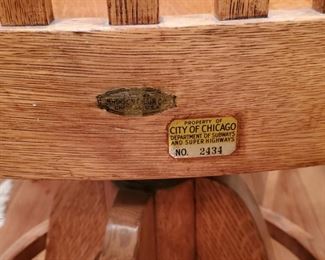 PROPERTY OF
CITY OF CHICAGO
DEPARTMENT OF SUBWAYS
AND SUPER HIGHWAYS
NO. 2434